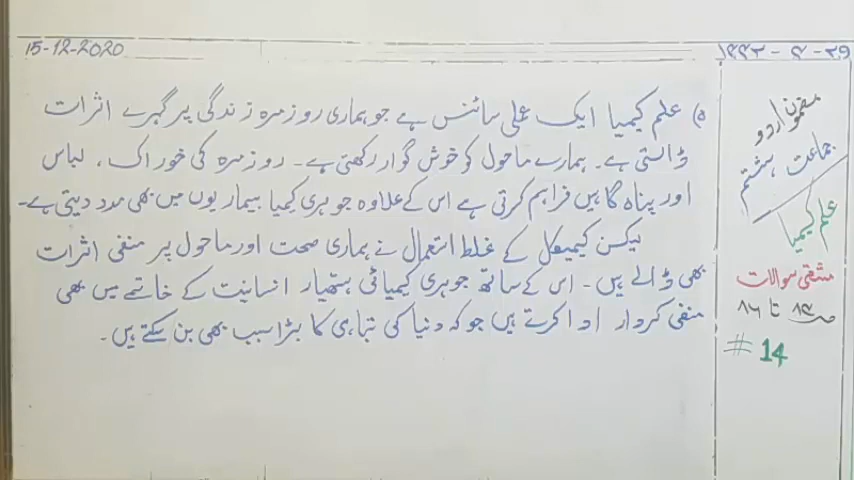 15-12-2020
۲۹-۴-۱۴۴۲
مضمون اردو
جماعت ہشتم
علم کیمیا
مشقی سوالات
تا ۸۶
# 14
۵) علم کیمیا ایک عملی سائنس ہے جو ہماری روزمرہ زندگی پر گہرے اثرات
ڈالتی ہے۔ ہمارے ماحول کو خوش گوار رکھتی ہے۔ روزمرہ کی خوراک، لباس
اور پناہ گاہیں فراہم کرتی ہے اس کے علاوہ جوہری کیمیا بیماریوں میں بھی مدد دیتی ہے۔
لیکن کیمیکل کے غلط استعمال نے ہماری صحت اور ماحول پر منفی اثرات
بھی ڈالے ہیں۔ اس کے ساتھ جوہری کیمیائی ہتھیار انسانیت کے خاتمے میں بھی
منفی کردار ادا کرتے ہیں جو کہ دنیا کی تباہی کا بڑا سبب بھی بن سکتے ہیں۔